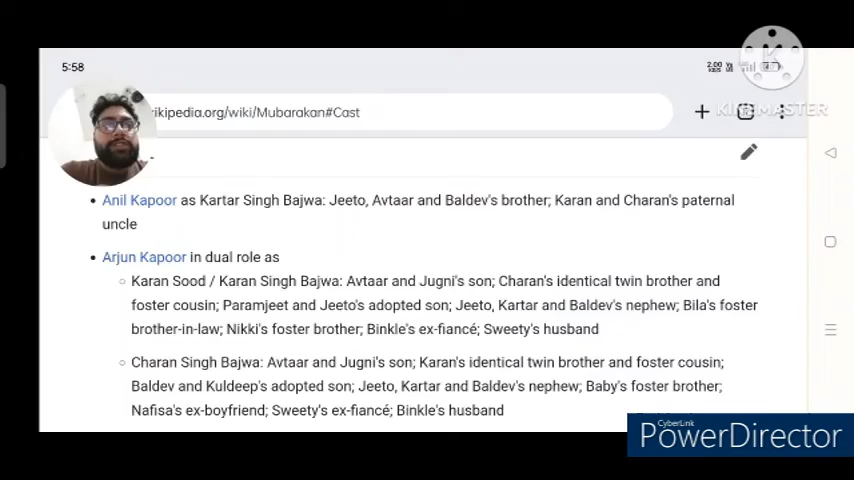 5:58
2.00
ikipedia.org/wiki/Mubarakan#Cast
KINEMASTER
• Anil Kapoor as Kartar Singh Bajwa: Jeeto, Avtaar and Baldev's brother; Karan and Charan's paternal
uncle
• Arjun Kapoor in dual role as
○ Karan Sood / Karan Singh Bajwa: Avtaar and Jugni's son; Charan's identical twin brother and
foster cousin; Paramjeet and Jeeto's adopted son; Jeeto, Kartar and Baldev's nephew; Bila's foster
brother-in-law; Nikki's foster brother; Binkle's ex-fiancé; Sweety's husband
○ Charan Singh Bajwa: Avtaar and Jugni's son; Karan's identical twin brother and foster cousin;
Baldev and Kuldeep's adopted son; Jeeto, Kartar and Baldev's nephew; Baby's foster brother;
Nafisa's ex-boyfriend; Sweety's ex-fiancé; Binkle's husband
CyberLink
PowerDirector